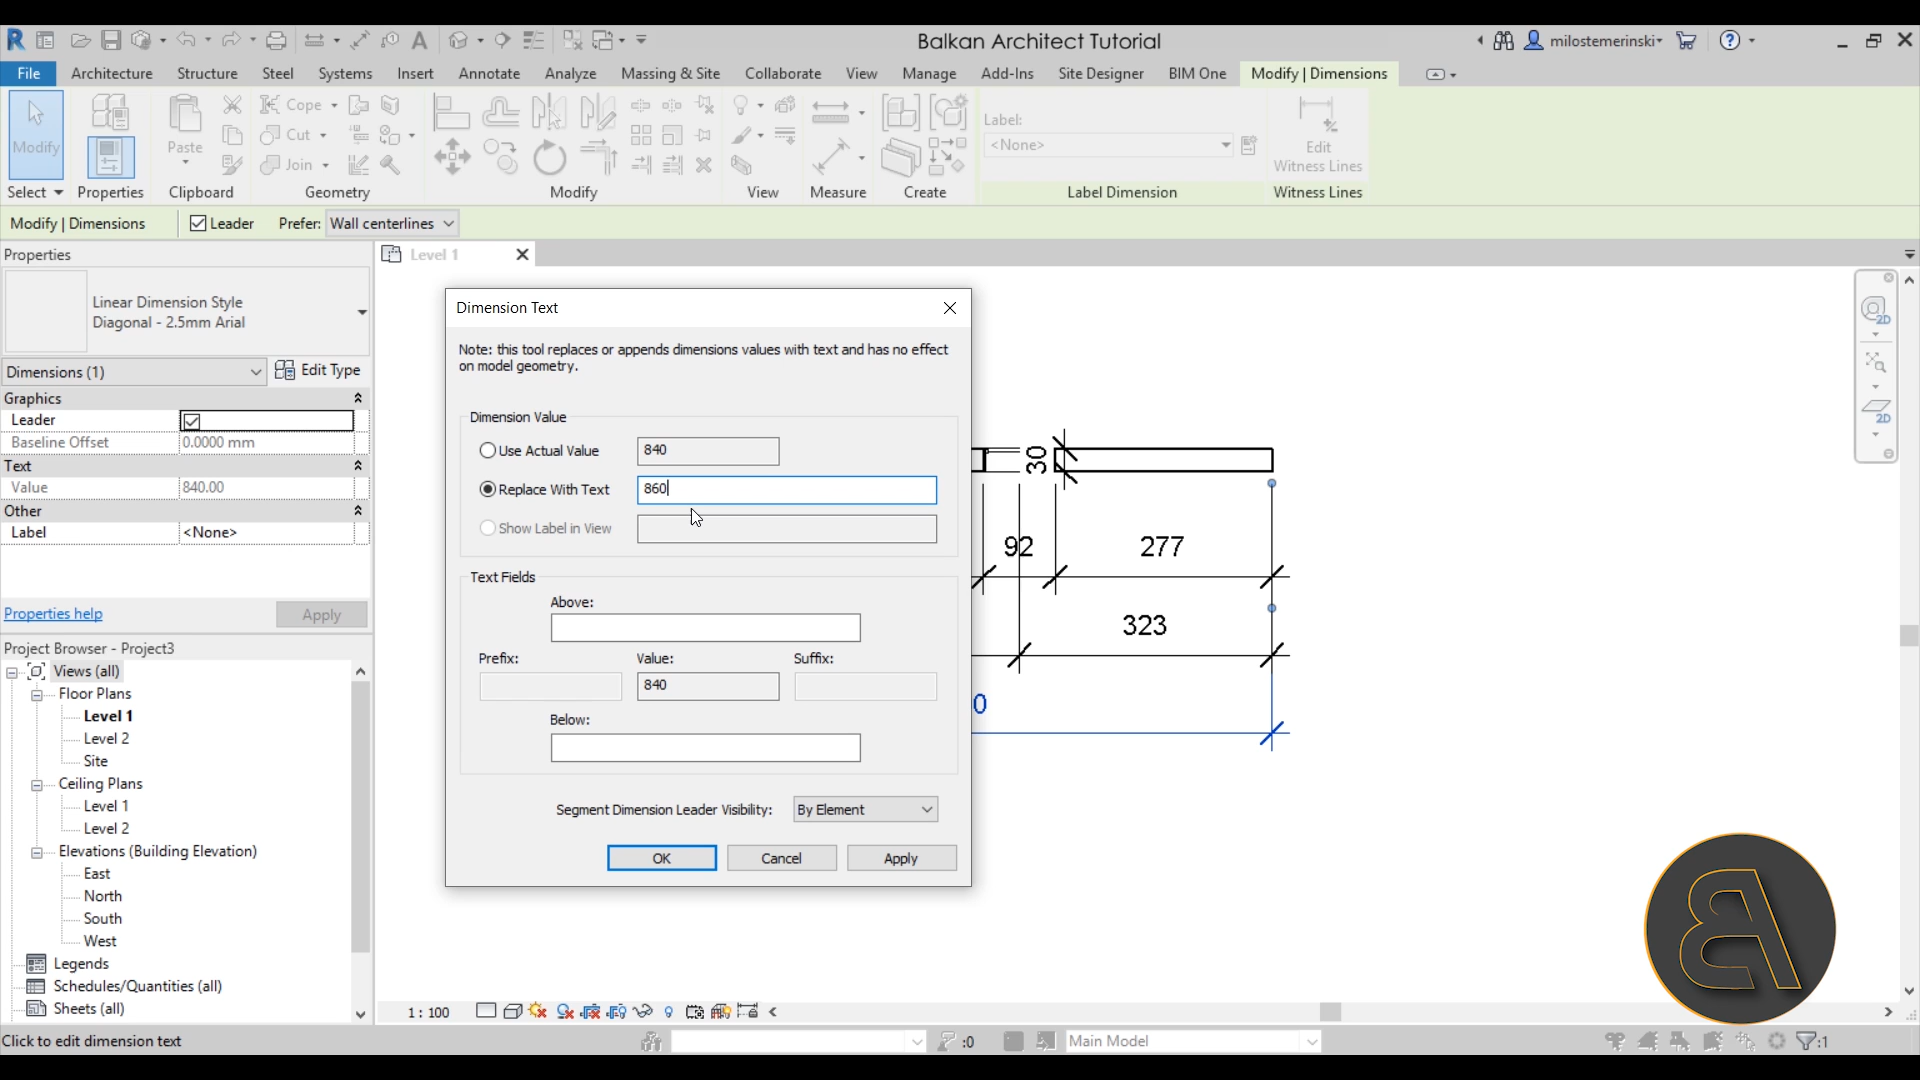 Balkan Architect Tutorial
milostemerinski
File Architecture Structure Steel Systems Insert Annotate Analyze Massing & Site Collaborate View Manage Add-Ins Site Designer BIM One Modify | Dimensions
Modify
Paste
Cope
Cut
Join
Label:
<None>
Edit
Witness Lines
Select Properties Clipboard Geometry Modify View Measure Create Label Dimension Witness Lines
Modify | Dimensions Leader Prefer: Wall centerlines
Properties
Level 1
Linear Dimension Style
Diagonal - 2.5mm Arial
Dimensions (1) Edit Type
Graphics
Leader
Baseline Offset 0.0000 mm
Text
Value 840.00
Other
Label <None>
Properties help Apply
Project Browser - Project3
Views (all)
Floor Plans
Level 1
Level 2
Site
Ceiling Plans
Level 1
Level 2
Elevations (Building Elevation)
East
North
South
West
Legends
Schedules/Quantities (all)
Sheets (all)
Dimension Text
Note: this tool replaces or appends dimensions values with text and has no effect
on model geometry.
Dimension Value
Use Actual Value 840
Replace With Text 860
Show Label in View
Text Fields
Above:
Prefix: Value: Suffix:
840
Below:
Segment Dimension Leader Visibility: By Element
OK Cancel Apply
30
92 277
323
0
2D
2D
1 : 100
Click to edit dimension text
:0
Main Model
:1